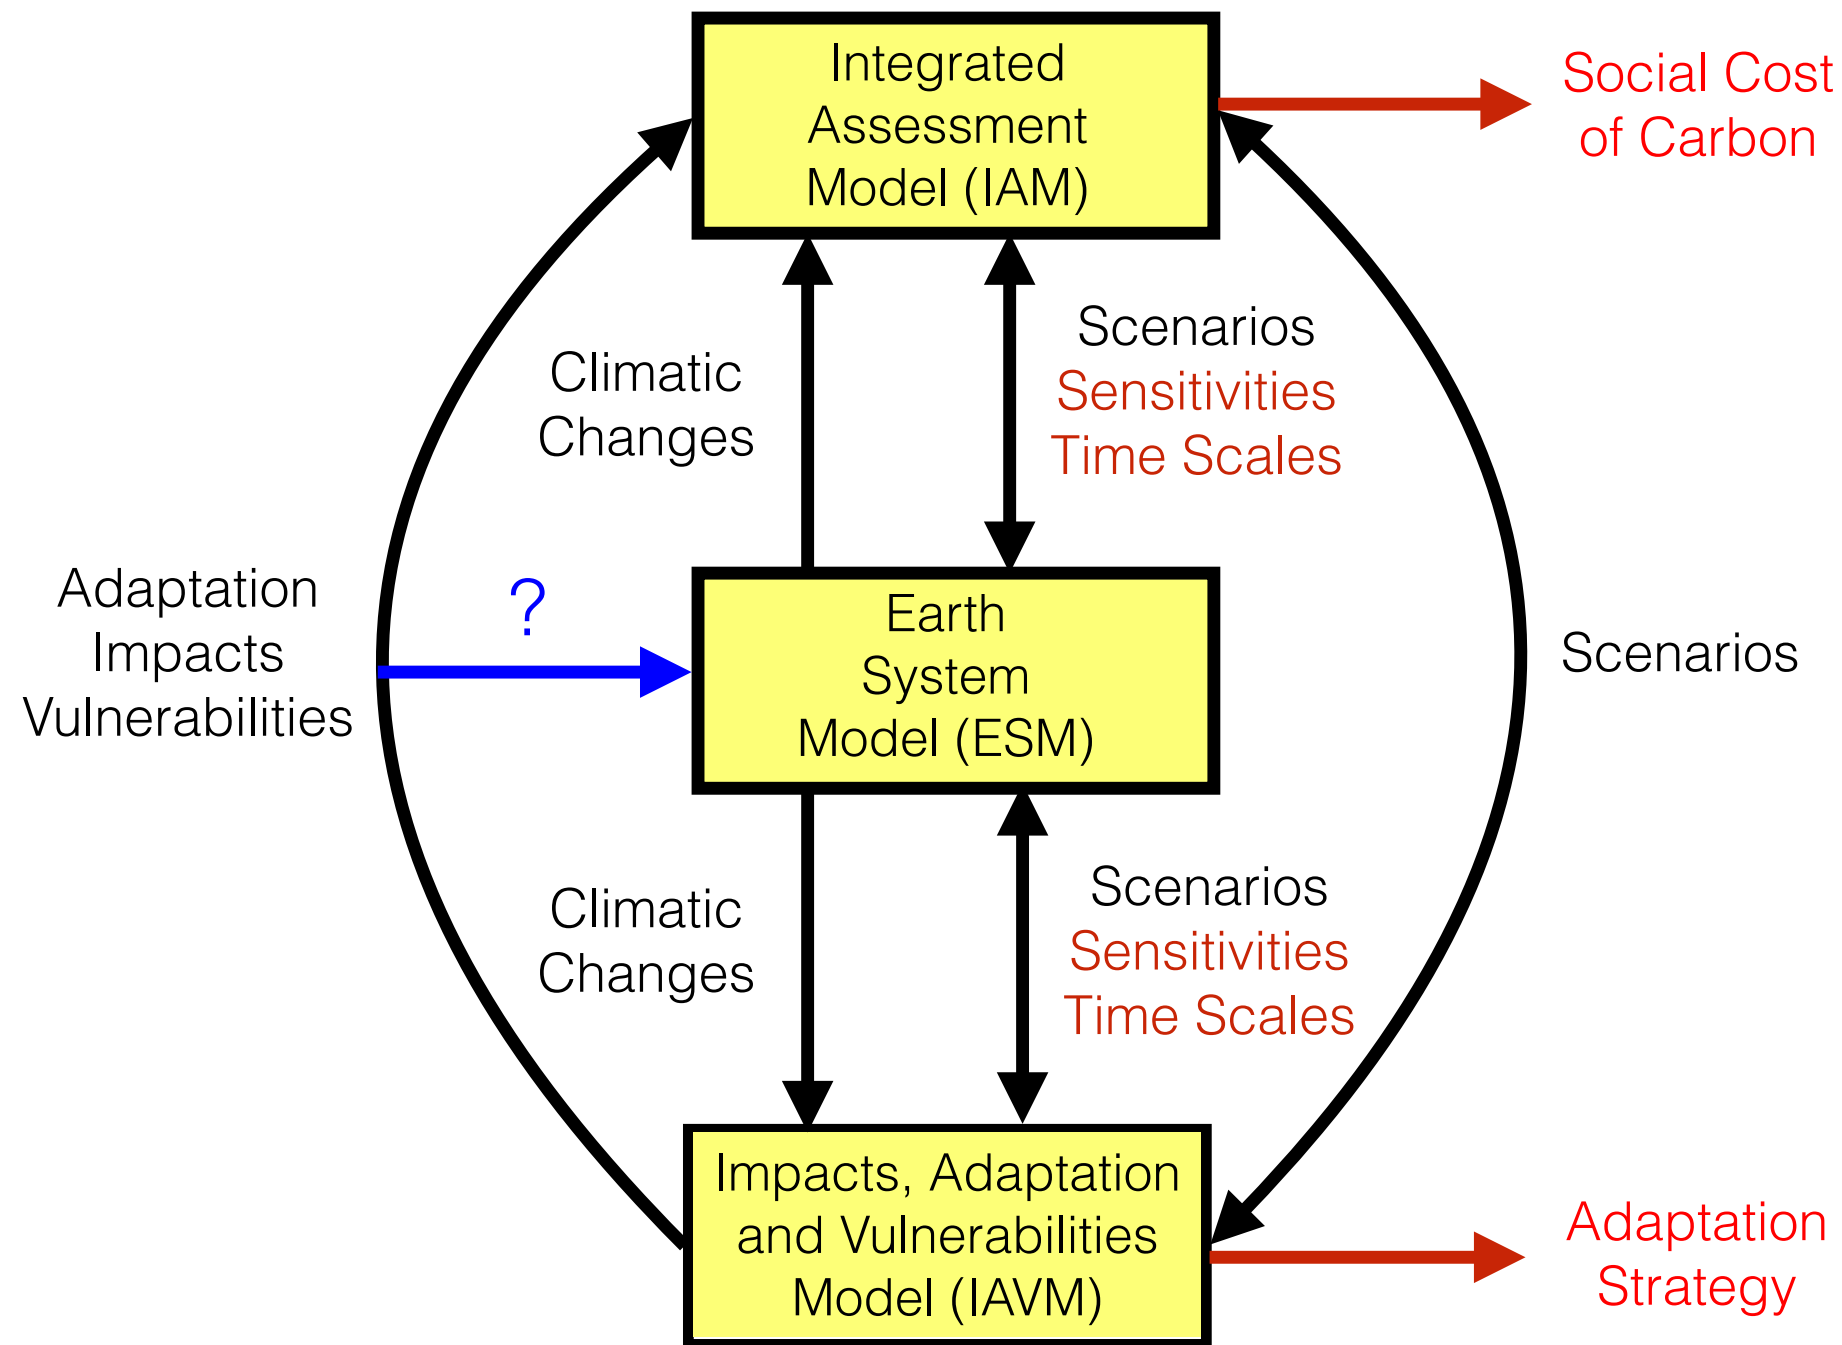 Integrated
Assessment
Model (IAM)
Social Cost
of Carbon
Climatic
Changes
Scenarios
Sensitivities
Time Scales
Adaptation
Impacts
Vulnerabilities
?
Earth
System
Model (ESM)
Scenarios
Climatic
Changes
Scenarios
Sensitivities
Time Scales
Impacts, Adaptation
and Vulnerabilities
Model (IAVM)
Adaptation
Strategy